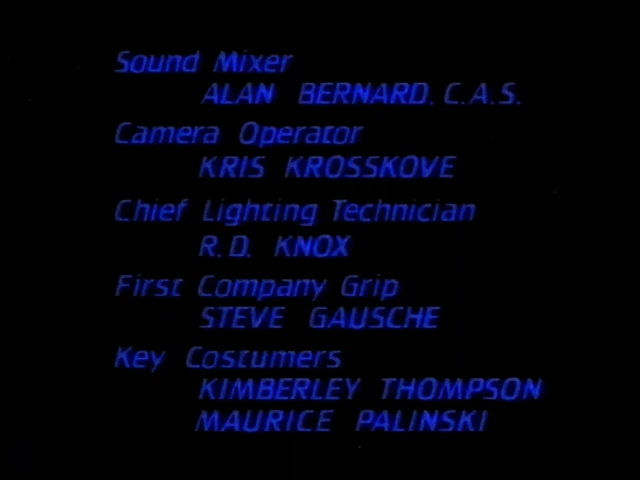 Sound Mixer
ALAN BERNARD, C.A.S.
Camera Operator
KRIS KROSSKOVE
Chief Lighting Technician
R.D. KNOX
First Company Grip
STEVE GAUSCHE
Key Costumers
KIMBERLEY THOMPSON
MAURICE PALINSKI